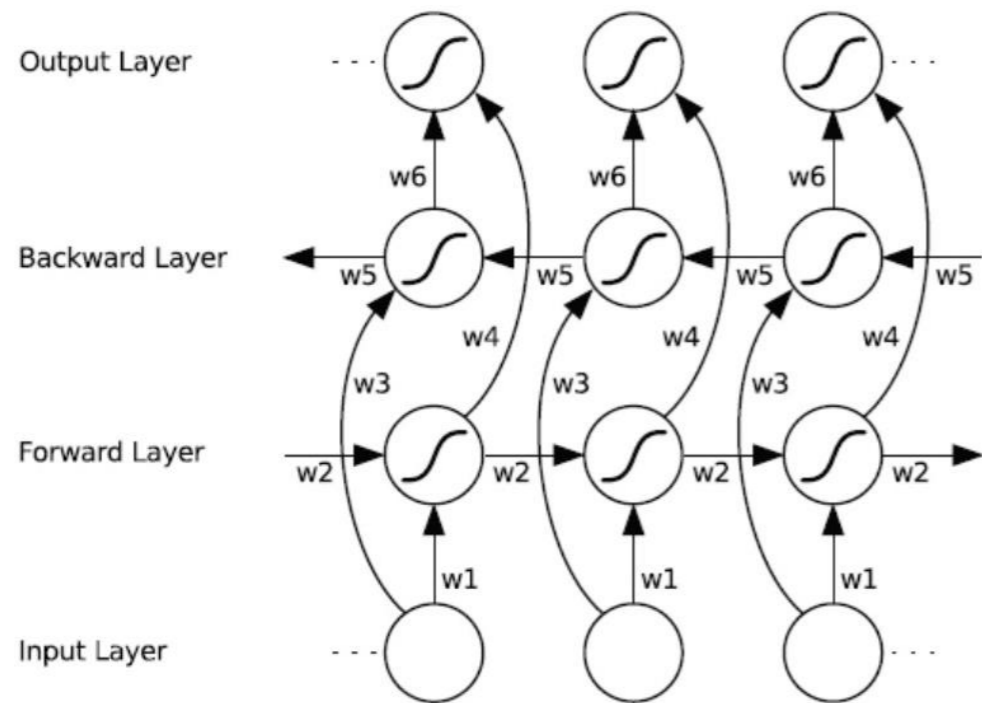 Output Layer
w6 w6 w6
Backward Layer
w5 w5 w5 w5
w4 w4 w4
w3 w3 w3
Forward Layer
w2 w2 w2 w2
w1 w1 w1
Input Layer